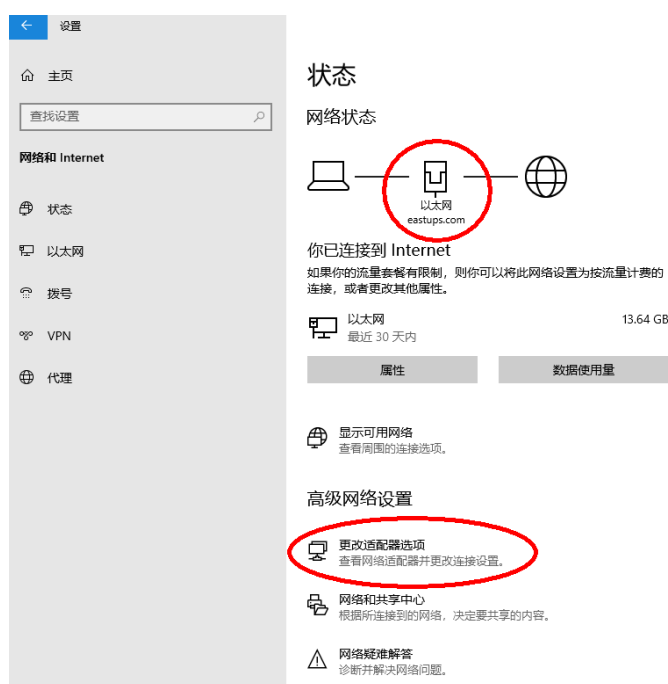 设置
主页
查找设置
网络和 Internet
状态
以太网
拨号
VPN
代理
状态
网络状态
以太网
eastups.com
你已连接到 Internet
如果你的流量套餐有限制，则你可以将此网络设置为按流量计费的
连接，或者更改其他属性。
以太网
13.64 GB
最近 30 天内
属性
数据使用量
显示可用网络
查看周围的连接选项。
高级网络设置
更改适配器选项
查看网络适配器并更改连接设置。
网络和共享中心
根据所连接到的网络，决定要共享的内容。
网络疑难解答
诊断并解决网络问题。